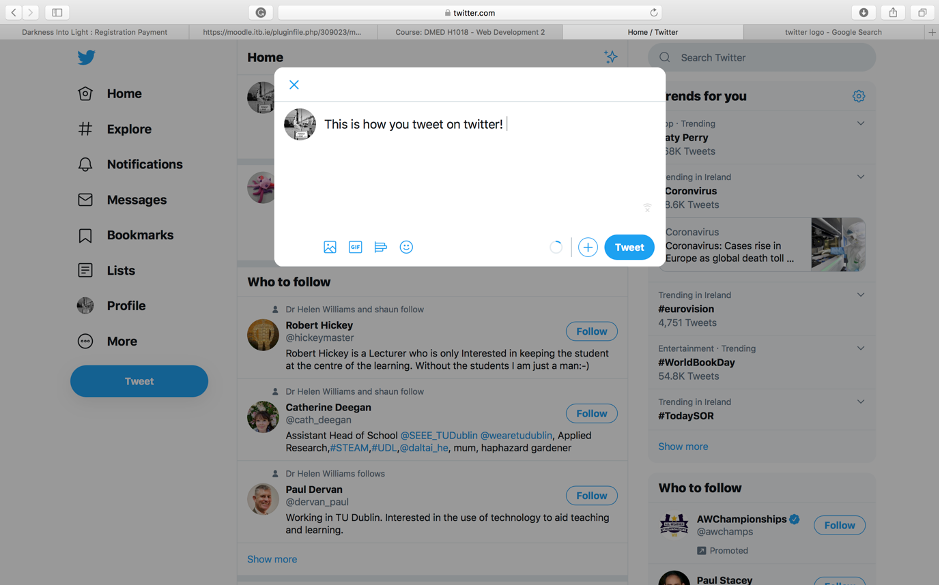 twitter.com
Darkness Into Light : Registration Payment
https://moodle.itb.ie/pluginfile.php/309023/m...
Course: DMED H1018 - Web Development 2
Home / Twitter
twitter logo - Google Search
Home
Explore
Notifications
Messages
Bookmarks
Lists
Profile
More
Tweet
Home
This is how you tweet on twitter!
GIF
Tweet
Who to follow
Dr Helen Williams and shaun follow
Robert Hickey
@hickeymaster
Follow
Robert Hickey is a Lecturer who is only Interested in keeping the student
at the centre of the learning. Without the students I am just a man:-)
Dr Helen Williams and shaun follow
Catherine Deegan
@cath_deegan
Follow
Assistant Head of School @SEEE_TUDublin @wearetudublin, Applied
Research,#STEAM,#UDL,@daltai_he, mum, haphazard gardener
Dr Helen Williams follows
Paul Dervan
@dervan_paul
Follow
Working in TU Dublin. Interested in the use of technology to aid teaching
and learning.
Show more
Search Twitter
rends for you
op · Trending
aty Perry
68K Tweets
ending in Ireland
Coronvirus
8.6K Tweets
Coronavirus
Coronavirus: Cases rise in
Europe as global death toll ...
Trending in Ireland
#eurovision
4,751 Tweets
Entertainment · Trending
#WorldBookDay
54.8K Tweets
Trending in Ireland
#TodaySOR
Show more
Who to follow
AWChampionships
@awchamps
Follow
Promoted
Paul Stacey